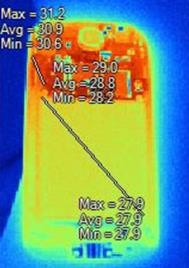 Max = 31.2
Avg = 30.9
Min = 30.6
Max = 29.0
Avg = 28.8
Min = 28.2
Max = 27.9
Avg = 27.9
Min = 27.9